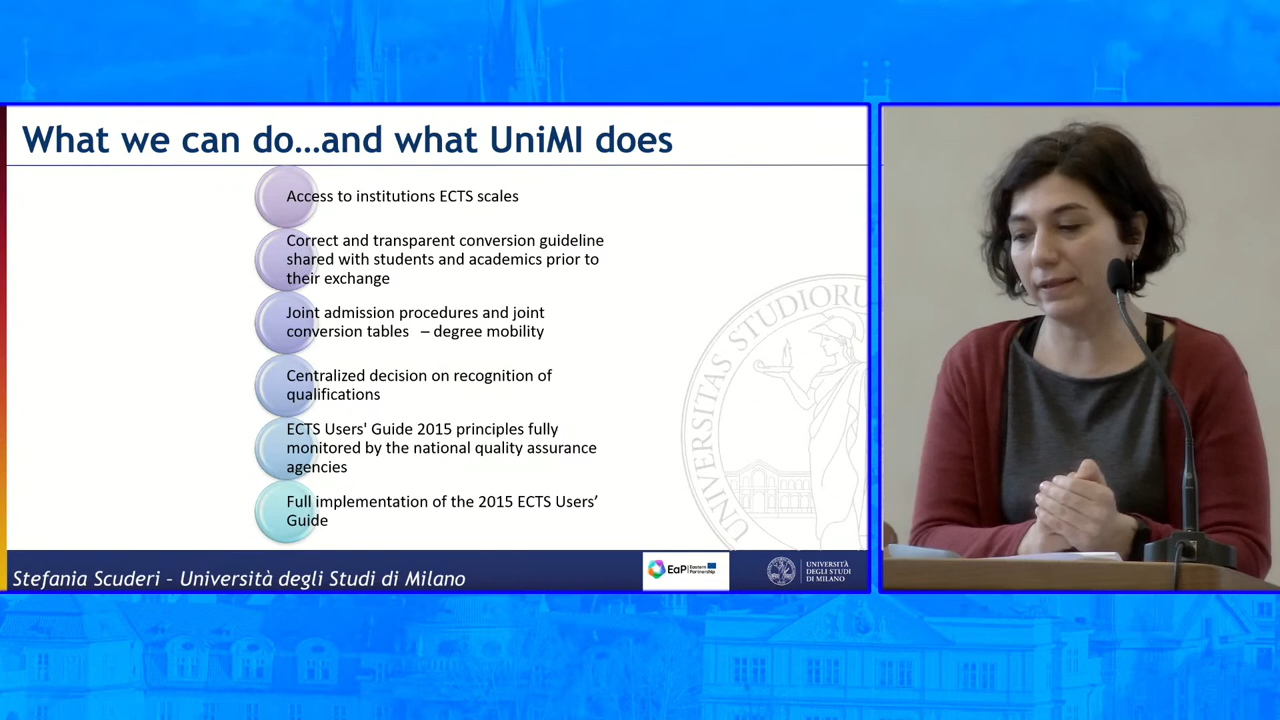 What we can do...and what UniMI does
Access to institutions ECTS scales
Correct and transparent conversion guideline
shared with students and academics prior to
their exchange
Joint admission procedures and joint
conversion tables – degree mobility
Centralized decision on recognition of
qualifications
ECTS Users' Guide 2015 principles fully
monitored by the national quality assurance
agencies
Full implementation of the 2015 ECTS Users’
Guide
UNIVERSITAS STUDIORU
Stefania Scuderi – Università degli Studi di Milano
EaP
Eastern
Partnership
UNIVERSITÀ
DEGLI STUDI
DI MILANO